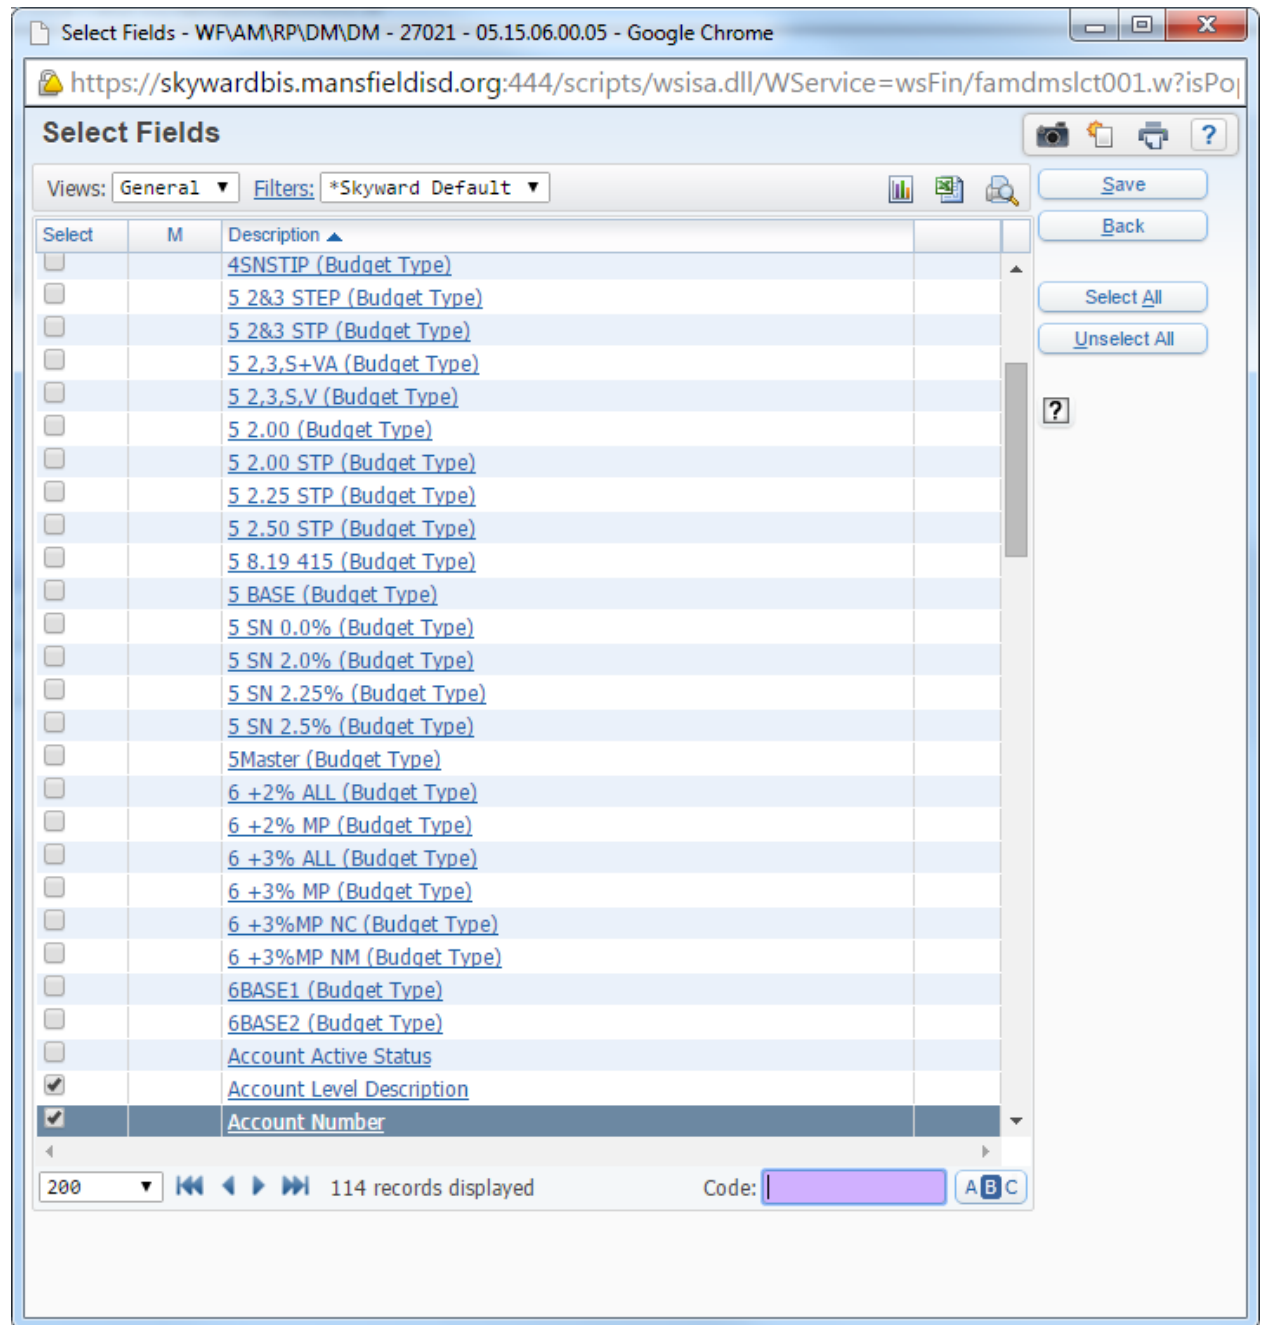 Select Fields - WF\AM\RP\DM\DM - 27021 - 05.15.06.00.05 - Google Chrome
https://skywardbis.mansfieldisd.org:444/scripts/wsisa.dll/WService=wsFin/famdmslct001.w?isPo
Select Fields
?
Views: General Filters: *Skyward Default
Save
Select M Description
Back
4SNSTIP (Budget Type)
5 2&3 STEP (Budget Type)
Select All
5 2&3 STP (Budget Type)
Unselect All
5 2,3,S+VA (Budget Type)
5 2,3,S,V (Budget Type)
?
5 2.00 (Budget Type)
5 2.00 STP (Budget Type)
5 2.25 STP (Budget Type)
5 2.50 STP (Budget Type)
5 8.19 415 (Budget Type)
5 BASE (Budget Type)
5 SN 0.0% (Budget Type)
5 SN 2.0% (Budget Type)
5 SN 2.25% (Budget Type)
5 SN 2.5% (Budget Type)
5Master (Budget Type)
6 +2% ALL (Budget Type)
6 +2% MP (Budget Type)
6 +3% ALL (Budget Type)
6 +3% MP (Budget Type)
6 +3%MP NC (Budget Type)
6 +3%MP NM (Budget Type)
6BASE1 (Budget Type)
6BASE2 (Budget Type)
Account Active Status
Account Level Description
Account Number
200 114 records displayed Code: ABC